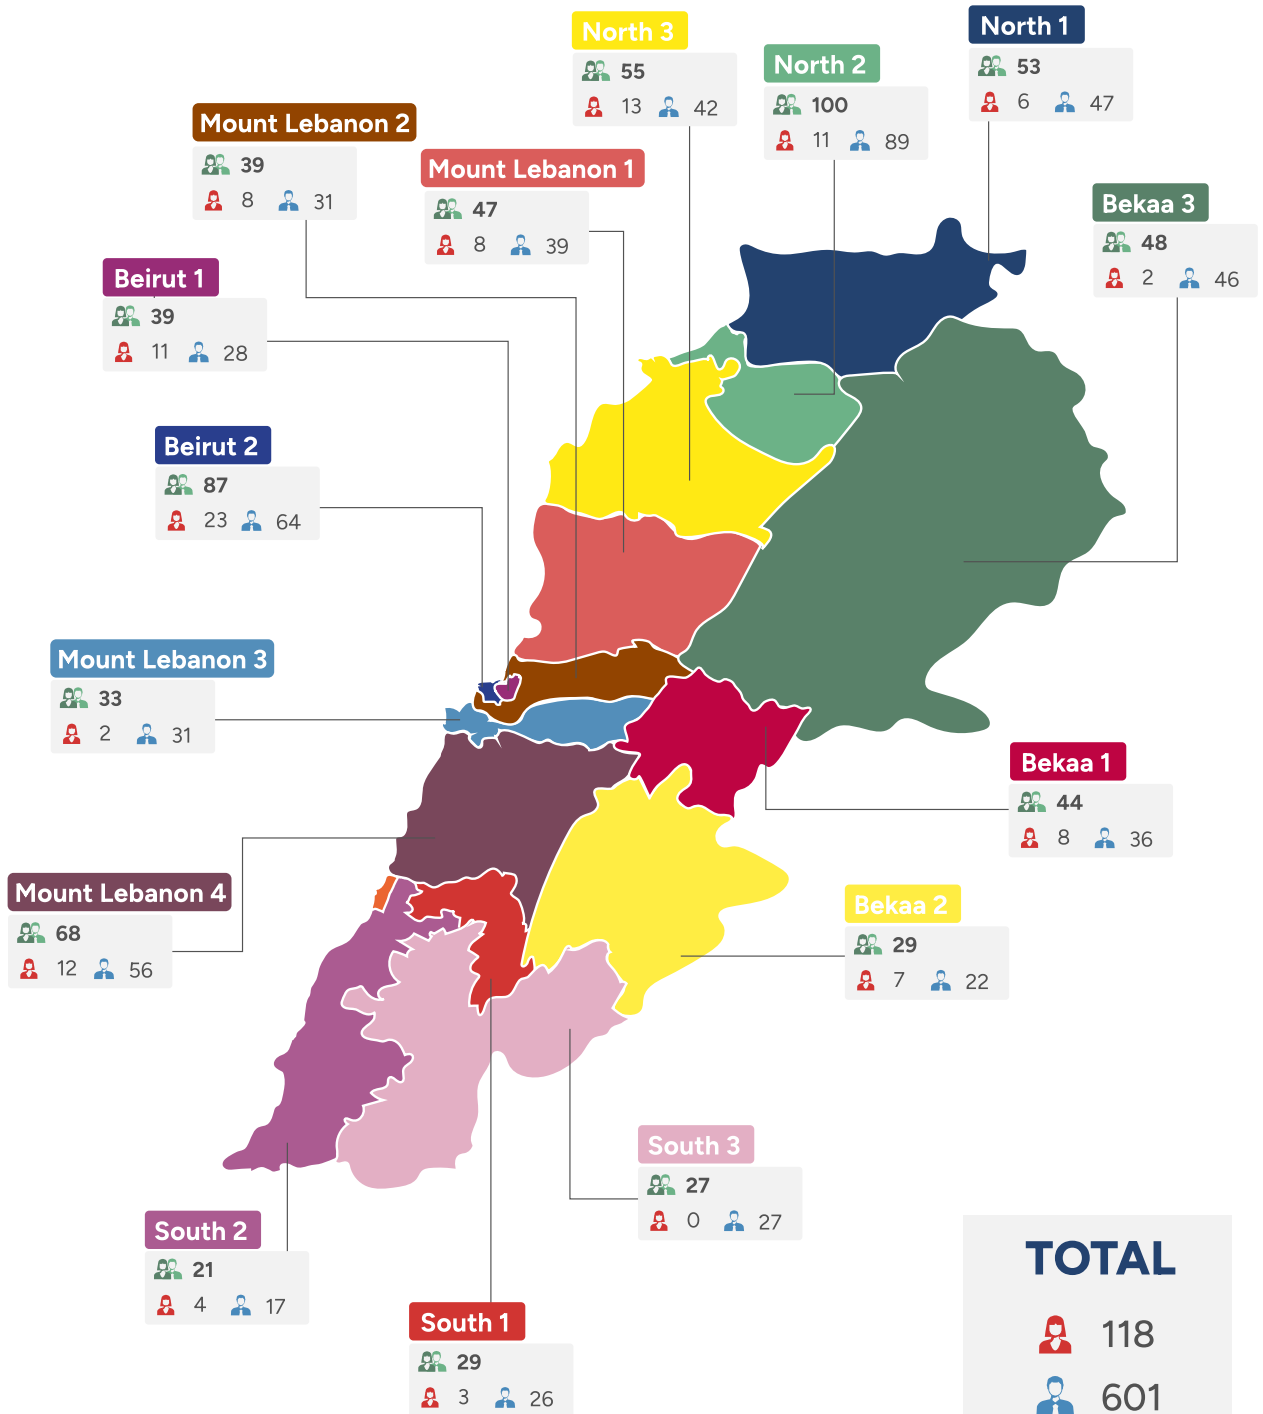 North 1
53
6 47
North 3
55
13 42
North 2
100
11 89
Mount Lebanon 2
39
8 31
Mount Lebanon 1
47
8 39
Bekaa 3
48
2 46
Beirut 1
39
11 28
Beirut 2
87
23 64
Mount Lebanon 3
33
2 31
Bekaa 1
44
8 36
Mount Lebanon 4
68
12 56
Bekaa 2
29
7 22
South 3
27
0 27
South 2
21
4 17
South 1
29
3 26
TOTAL
118
601